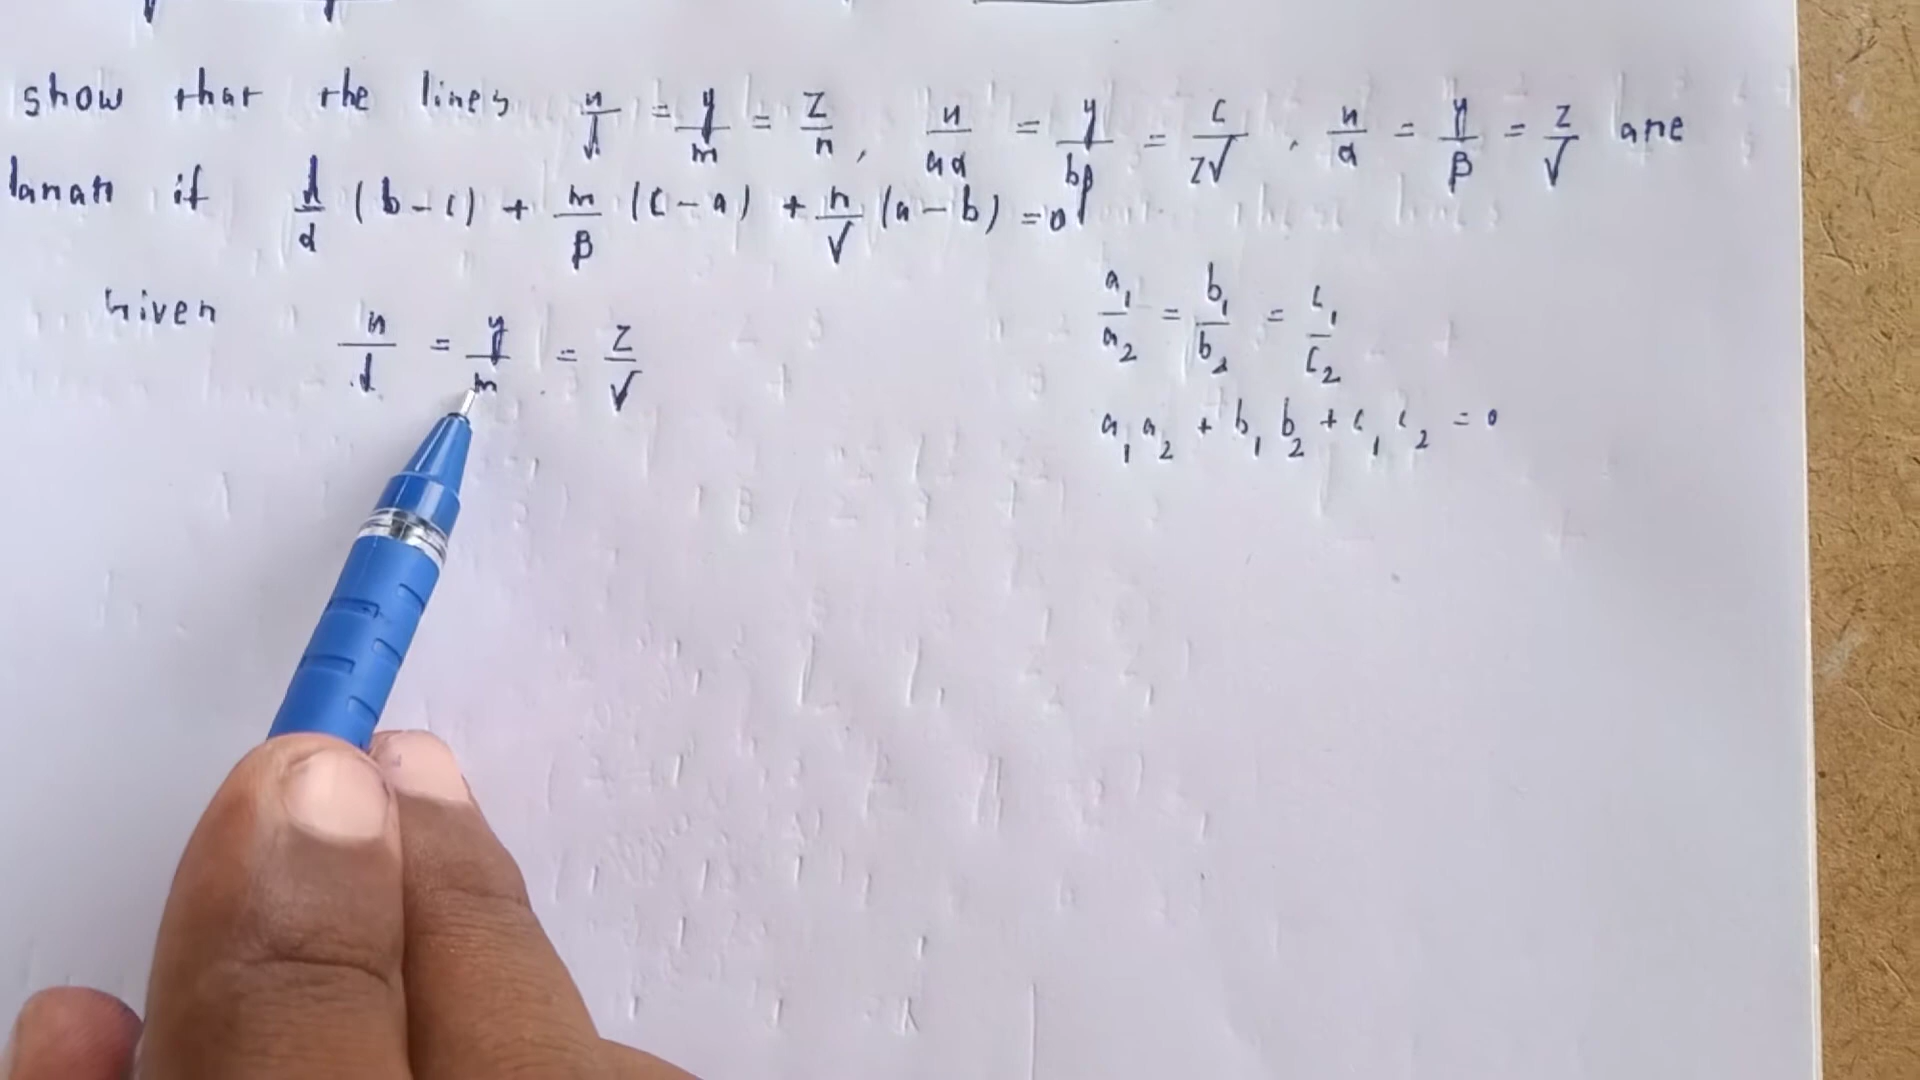 show that the lines x/l = y/m = z/n, x/aα = y/bβ = c/zγ, x/α = y/β = z/γ are
lanar if l/α (b-c) + m/β (c-a) + n/γ (a-b) = 0
Given x/l = y/m = z/γ
a₁/a₂ = b₁/b₂ = c₁/c₂
a₁a₂ + b₁b₂ + c₁c₂ = 0